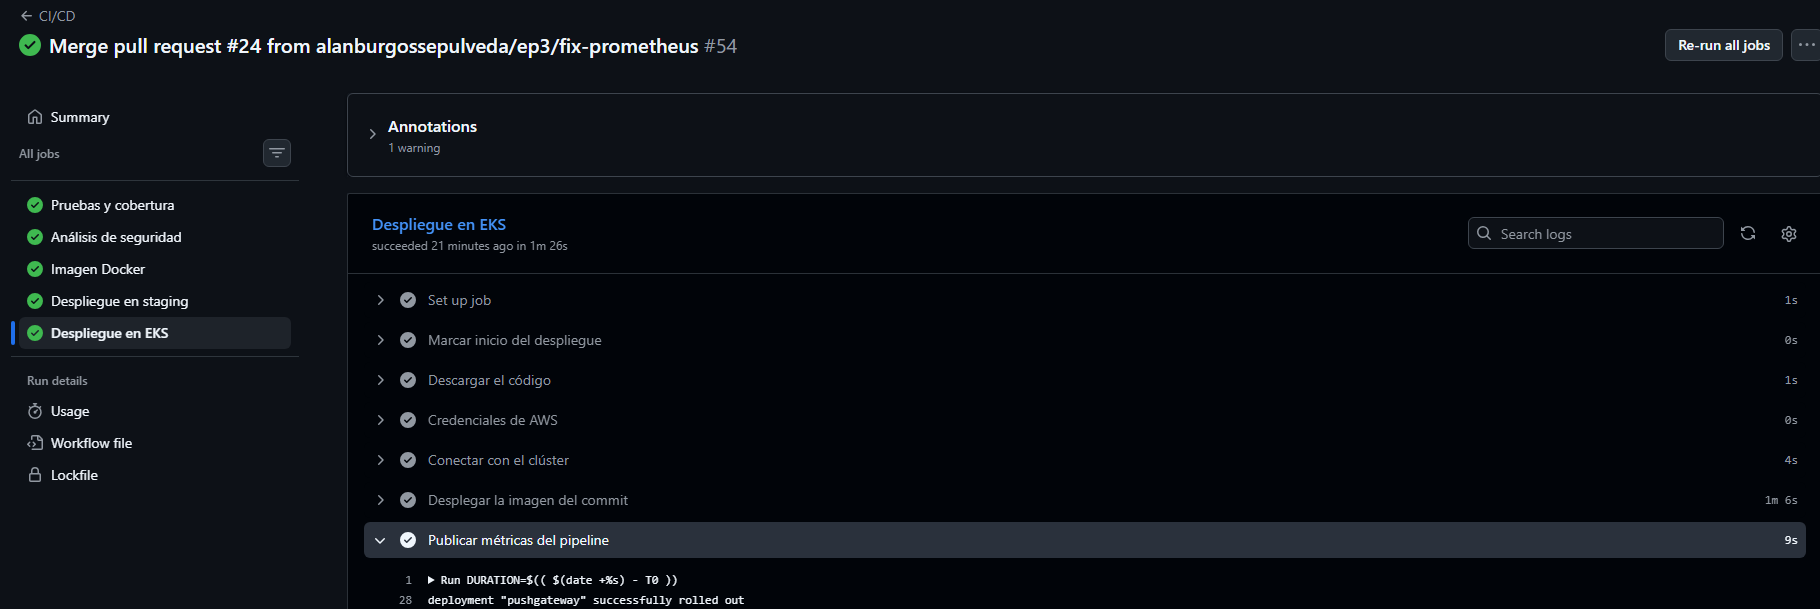 ← CI/CD
Merge pull request #24 from alanburgossepulveda/ep3/fix-prometheus #54
Re-run all jobs
Summary
All jobs
Pruebas y cobertura
Análisis de seguridad
Imagen Docker
Despliegue en staging
Despliegue en EKS
Run details
Usage
Workflow file
Lockfile
Annotations
1 warning
Despliegue en EKS
succeeded 21 minutes ago in 1m 26s
Search logs
Set up job 1s
Marcar inicio del despliegue 0s
Descargar el código 1s
Credenciales de AWS 0s
Conectar con el clúster 4s
Desplegar la imagen del commit 1m 6s
Publicar métricas del pipeline 9s
1 ▶ Run DURATION=$(( $(date +%s) - T0 ))
28 deployment "pushgateway" successfully rolled out